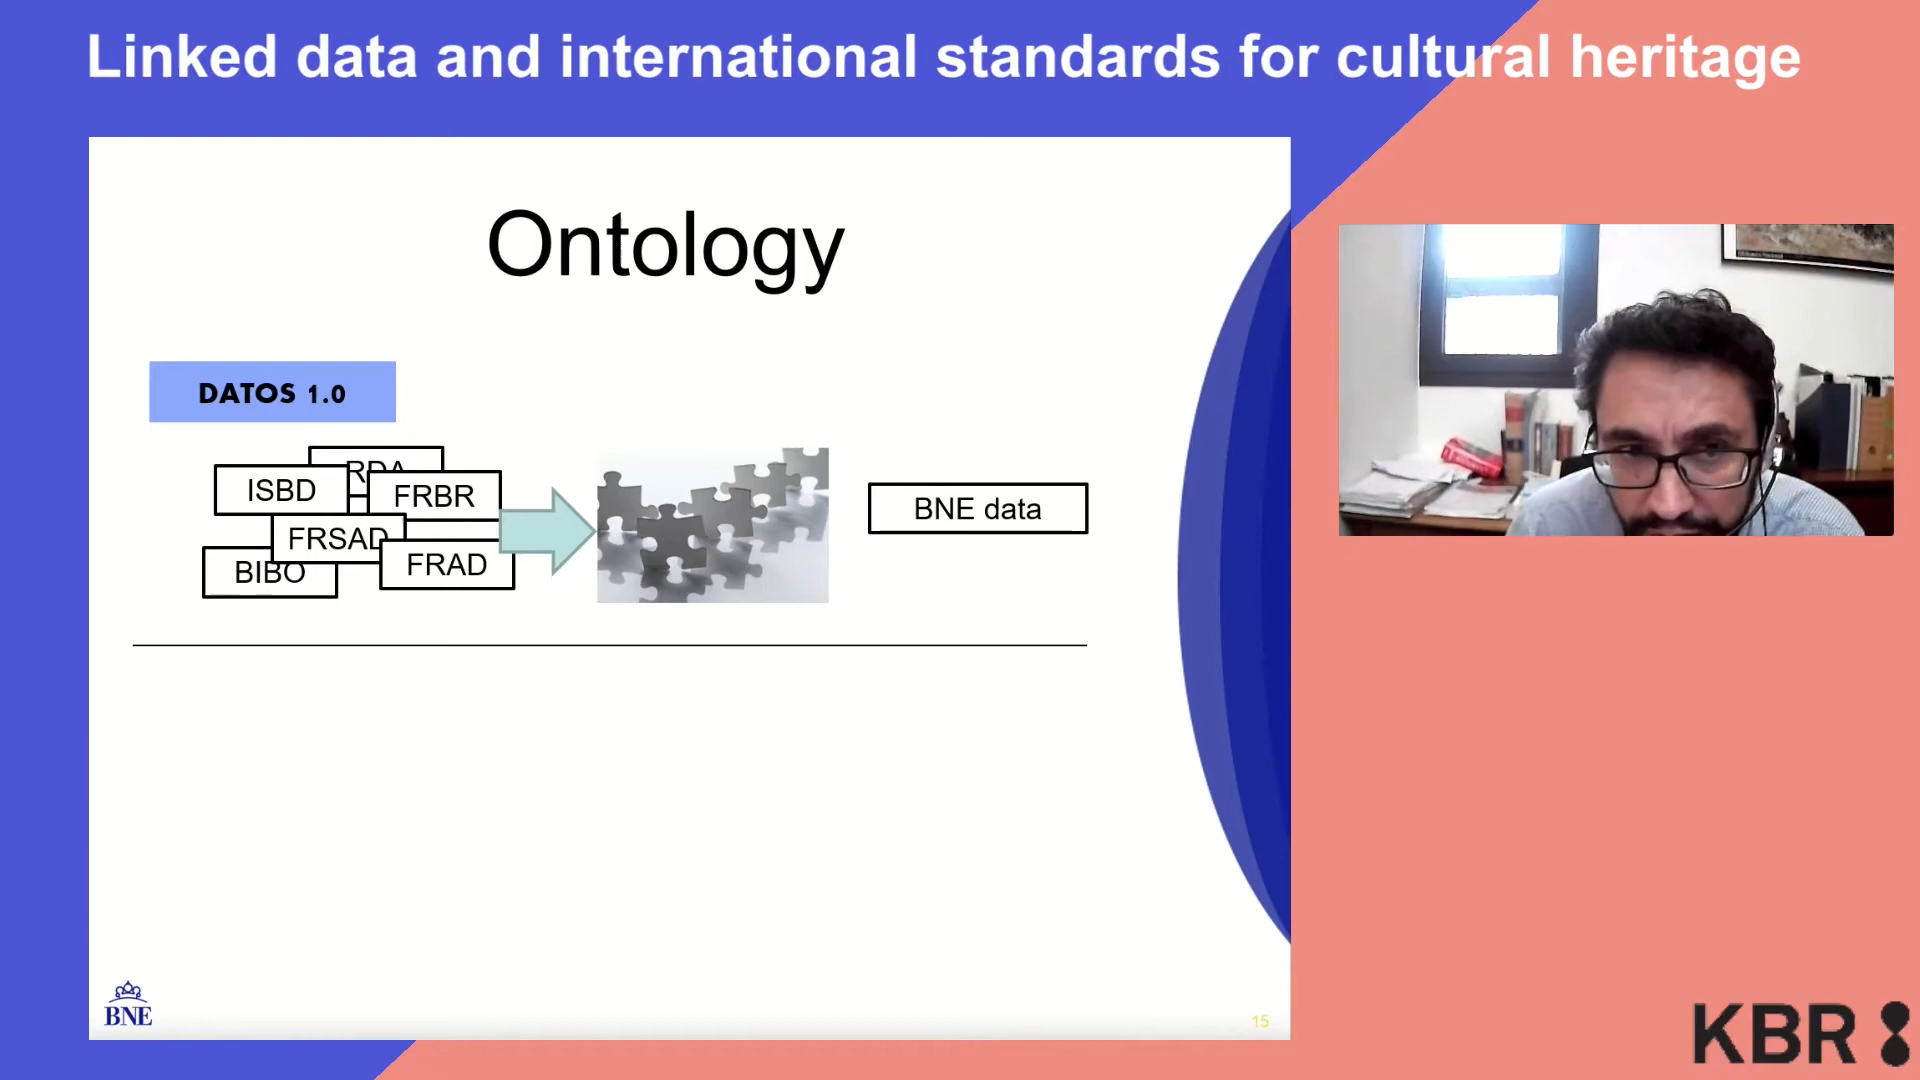 Linked data and international standards for cultural heritage
Ontology
DATOS 1.0
RDA
ISBD
FRBR
FRSAD
FRAD
BIBO
BNE data
BNE
15
KBR